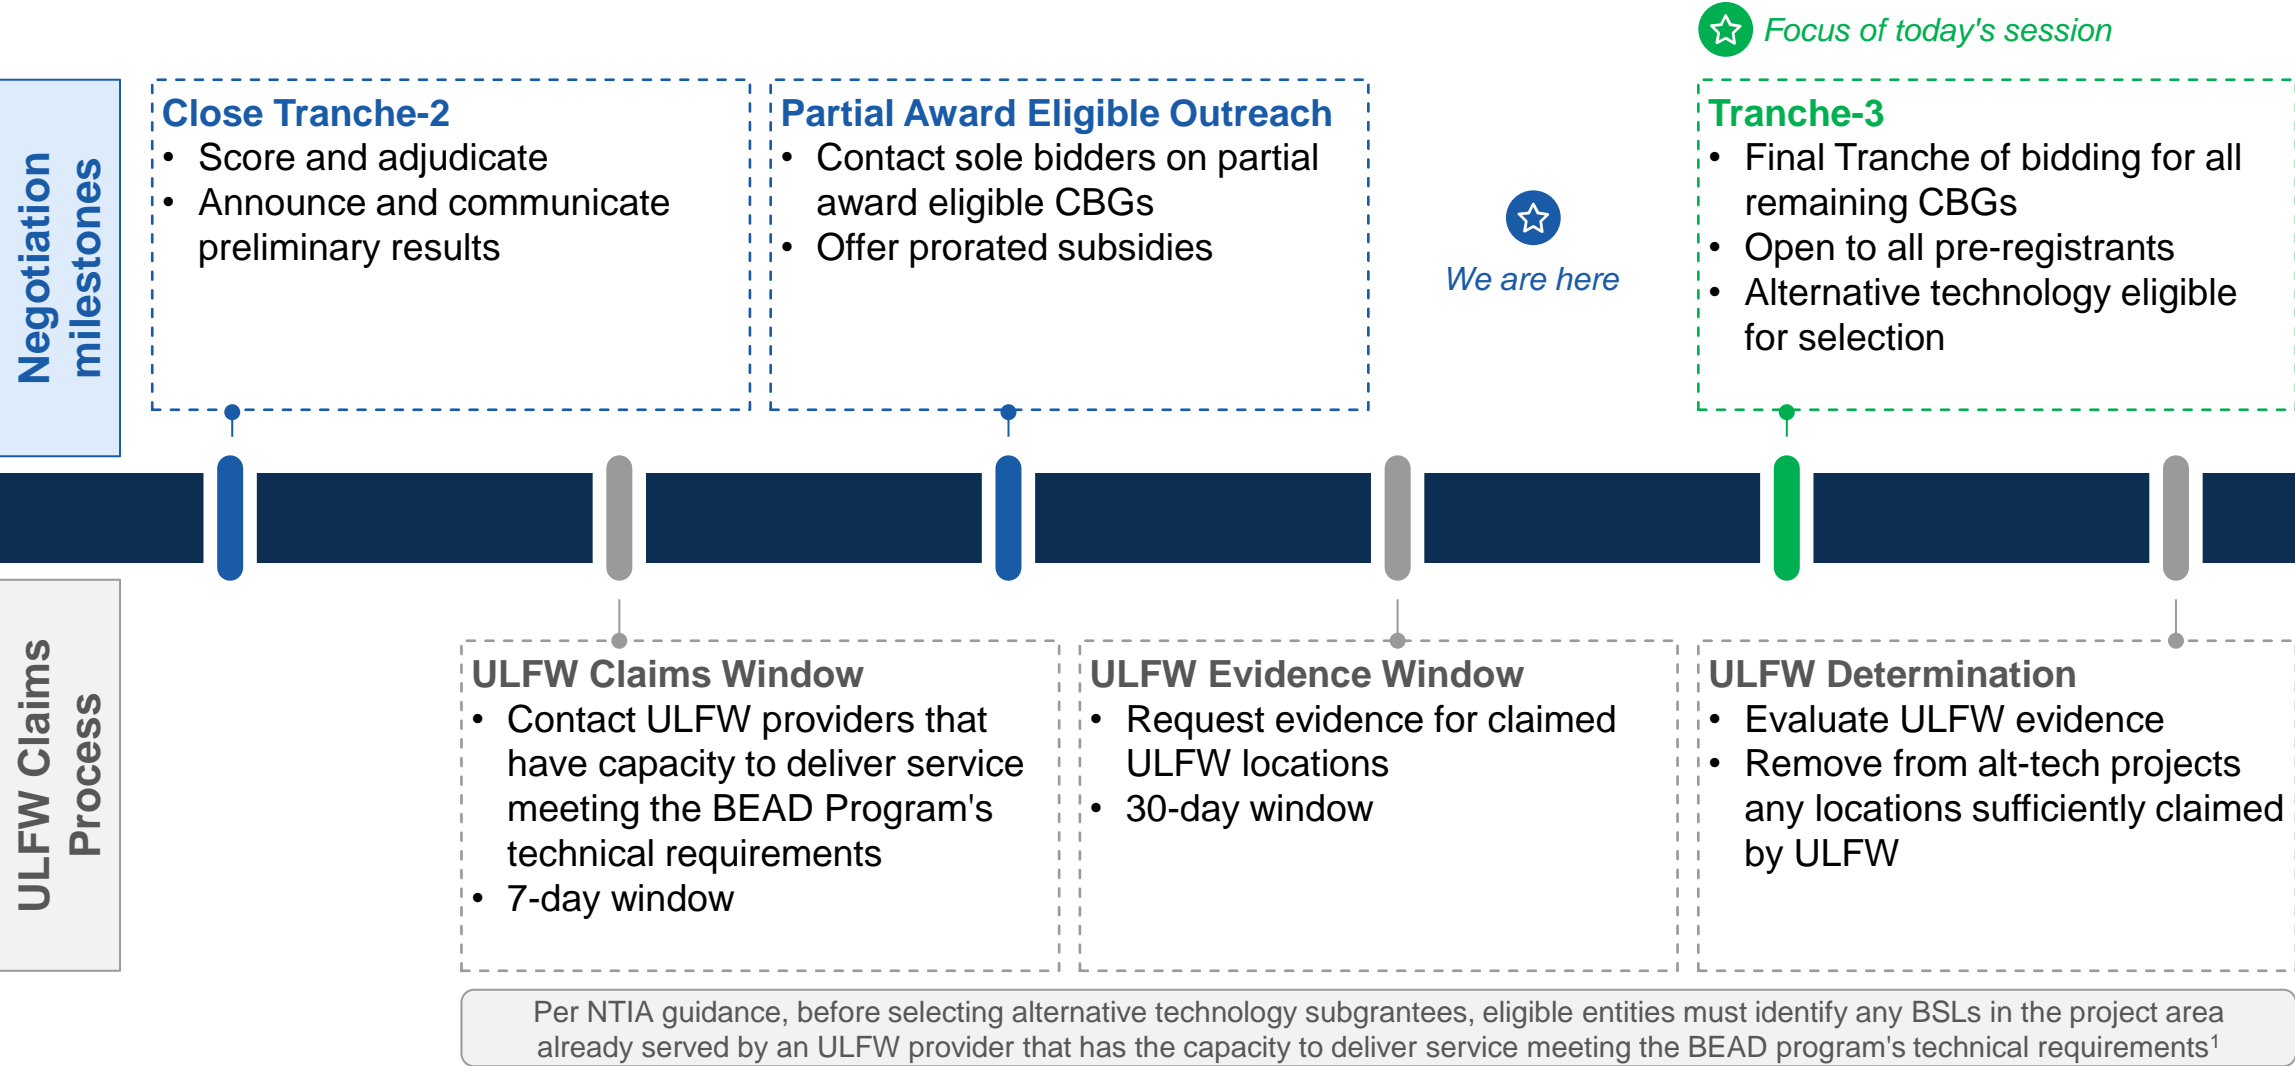 Focus of today's session
Negotiation
milestones
Close Tranche-2
• Score and adjudicate
• Announce and communicate
preliminary results
Partial Award Eligible Outreach
• Contact sole bidders on partial
award eligible CBGs
• Offer prorated subsidies
We are here
Tranche-3
• Final Tranche of bidding for all
remaining CBGs
• Open to all pre-registrants
• Alternative technology eligible
for selection
ULFW Claims
Process
ULFW Claims Window
• Contact ULFW providers that
have capacity to deliver service
meeting the BEAD Program's
technical requirements
• 7-day window
ULFW Evidence Window
• Request evidence for claimed
ULFW locations
• 30-day window
ULFW Determination
• Evaluate ULFW evidence
• Remove from alt-tech projects
any locations sufficiently claimed
by ULFW
Per NTIA guidance, before selecting alternative technology subgrantees, eligible entities must identify any BSLs in the project area
already served by an ULFW provider that has the capacity to deliver service meeting the BEAD program's technical requirements¹